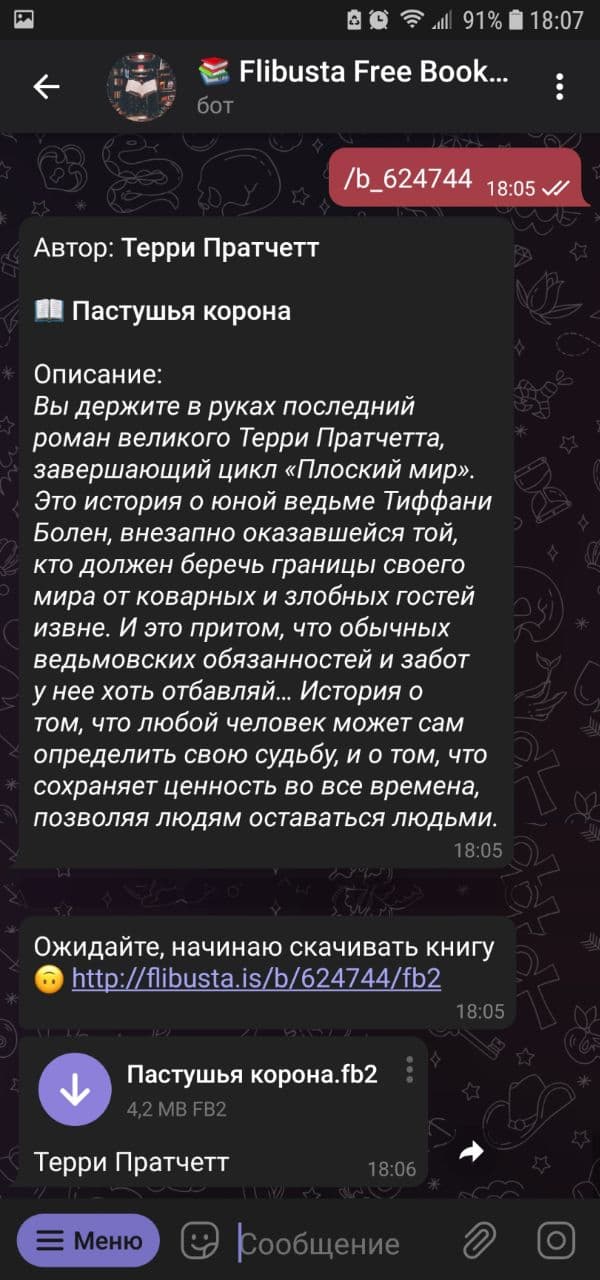 91% 18:07
Flibusta Free Book...
бот
/b_624744 18:05
Автор: Терри Пратчетт
Пастушья корона
Описание:
Вы держите в руках последний
роман великого Терри Пратчетта,
завершающий цикл «Плоский мир».
Это история о юной ведьме Тиффани
Болен, внезапно оказавшейся той,
кто должен беречь границы своего
мира от коварных и злобных гостей
извне. И это притом, что обычных
ведьмовских обязанностей и забот
у нее хоть отбавляй... История о
том, что любой человек может сам
определить свою судьбу, и о том, что
сохраняет ценность во все времена,
позволяя людям оставаться людьми.
18:05
Ожидайте, начинаю скачивать книгу
http://flibusta.is/b/624744/fb2
18:05
Пастушья корона.fb2
4,2 MB FB2
Терри Пратчетт
18:06
Меню
Сообщение